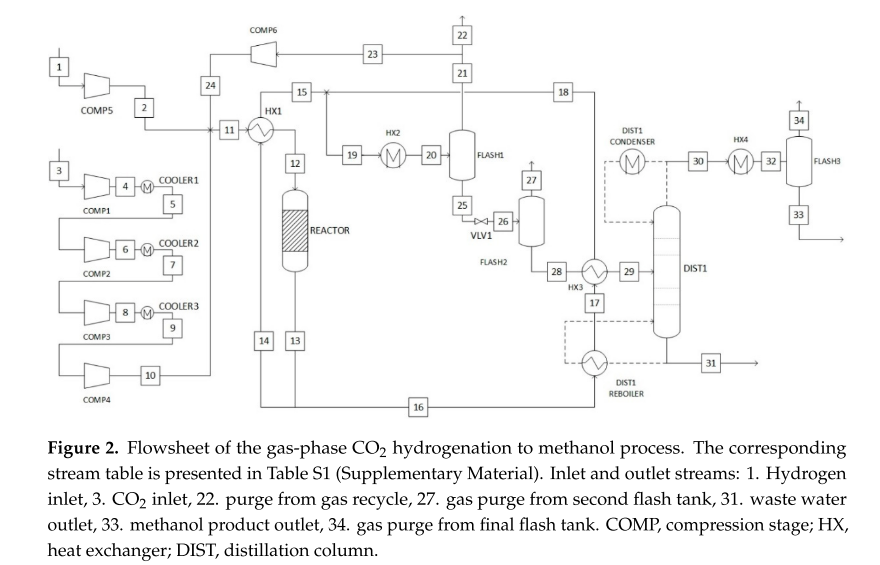 COMP6
22
23
21
1
24
15
18
2
COMP5
HX1
11
34
HX2
DIST1
CONDENSER
HX4
19
20
FLASH1
30
32
FLASH3
3
12
4
COOLER1
27
COMP1
5
25
26
33
VLV1
REACTOR
COOLER2
6
COMP2
7
FLASH2
28
29
DIST1
HX3
17
COOLER3
8
COMP3
9
14
13
31
10
COMP4
DIST1
REBOILER
16
Figure 2. Flowsheet of the gas-phase CO2 hydrogenation to methanol process. The corresponding
stream table is presented in Table S1 (Supplementary Material). Inlet and outlet streams: 1. Hydrogen
inlet, 3. CO2 inlet, 22. purge from gas recycle, 27. gas purge from second flash tank, 31. waste water
outlet, 33. methanol product outlet, 34. gas purge from final flash tank. COMP, compression stage; HX,
heat exchanger; DIST, distillation column.